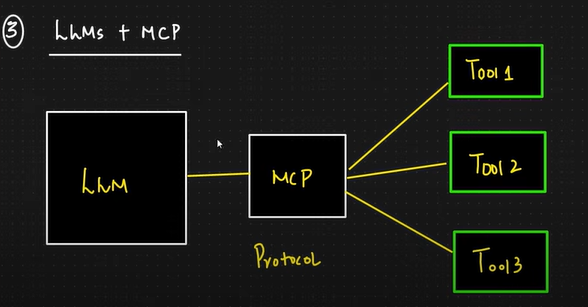 ③ LLMs + MCP
Tool 1
LLM
MCP
Tool 2
Protocol
Tool 3